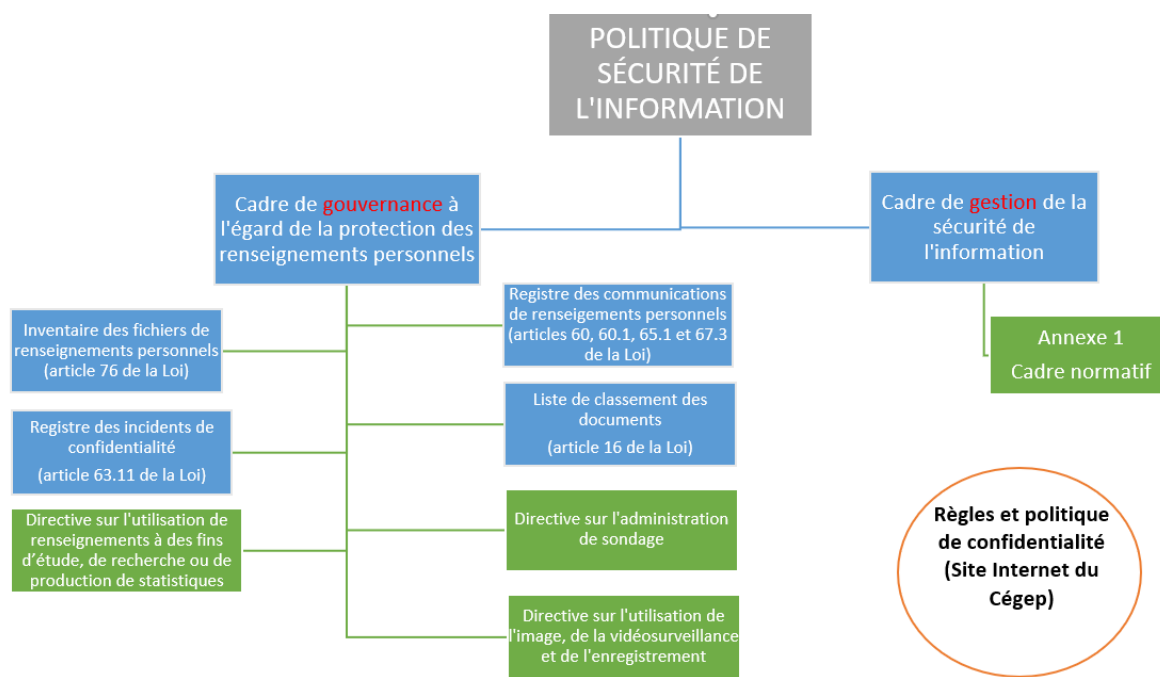 POLITIQUE DE
SÉCURITÉ DE
L'INFORMATION
Cadre de gouvernance à
l'égard de la protection des
renseignements personnels
Cadre de gestion de la
sécurité de
l'information
Inventaire des fichiers de
renseignements personnels
(article 76 de la Loi)
Registre des communications
de renseigements personnels
(articles 60, 60.1, 65.1 et 67.3
de la Loi)
Annexe 1
Cadre normatif
Registre des incidents de
confidentialité
(article 63.11 de la Loi)
Liste de classement des
documents
(article 16 de la Loi)
Directive sur l'utilisation de
renseignements à des fins
d’étude, de recherche ou de
production de statistiques
Directive sur l'administration
de sondage
Règles et politique
de confidentialité
(Site Internet du
Cégep)
Directive sur l'utilisation de
l'image, de la vidéosurveillance
et de l'enregistrement